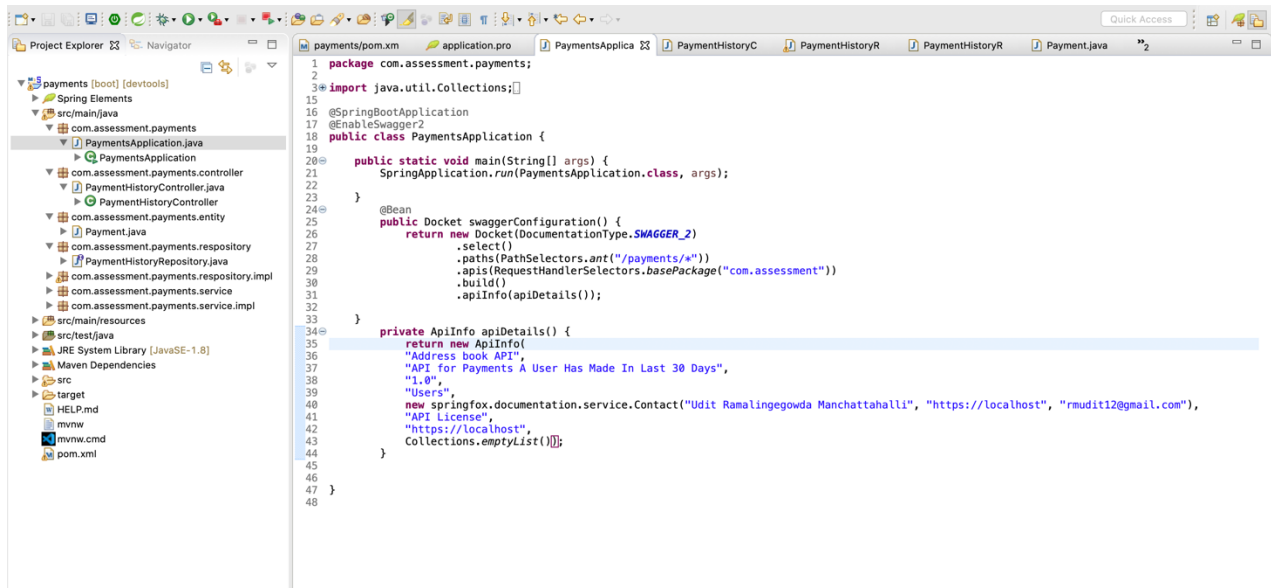 Quick Access
Project Explorer
Navigator
payments [boot] [devtools]
Spring Elements
src/main/java
com.assessment.payments
PaymentsApplication.java
PaymentsApplication
com.assessment.payments.controller
PaymentHistoryController.java
PaymentHistoryController
com.assessment.payments.entity
Payment.java
com.assessment.payments.respository
PaymentHistoryRepository.java
com.assessment.payments.respository.impl
com.assessment.payments.service
com.assessment.payments.service.impl
src/main/resources
src/test/java
JRE System Library [JavaSE-1.8]
Maven Dependencies
src
target
HELP.md
mvnw
mvnw.cmd
pom.xml
payments/pom.xm
application.pro
PaymentsApplica
PaymentHistoryC
PaymentHistoryR
PaymentHistoryR
Payment.java
»2
1 package com.assessment.payments;
2
3 import java.util.Collections;
15
16 @SpringBootApplication
17 @EnableSwagger2
18 public class PaymentsApplication {
19
20 public static void main(String[] args) {
21 SpringApplication.run(PaymentsApplication.class, args);
22
23 }
24 @Bean
25 public Docket swaggerConfiguration() {
26 return new Docket(DocumentationType.SWAGGER_2)
27 .select()
28 .paths(PathSelectors.ant("/payments/*"))
29 .apis(RequestHandlerSelectors.basePackage("com.assessment"))
30 .build()
31 .apiInfo(apiDetails());
32
33 }
34 private ApiInfo apiDetails() {
35 return new ApiInfo(
36 "Address book API",
37 "API for Payments A User Has Made In Last 30 Days",
38 "1.0",
39 "Users",
40 new springfox.documentation.service.Contact("Udit Ramalingegowda Manchattahalli", "https://localhost", "rmudit12@gmail.com"),
41 "API License",
42 "https://localhost",
43 Collections.emptyList());
44 }
45
46
47 }
48